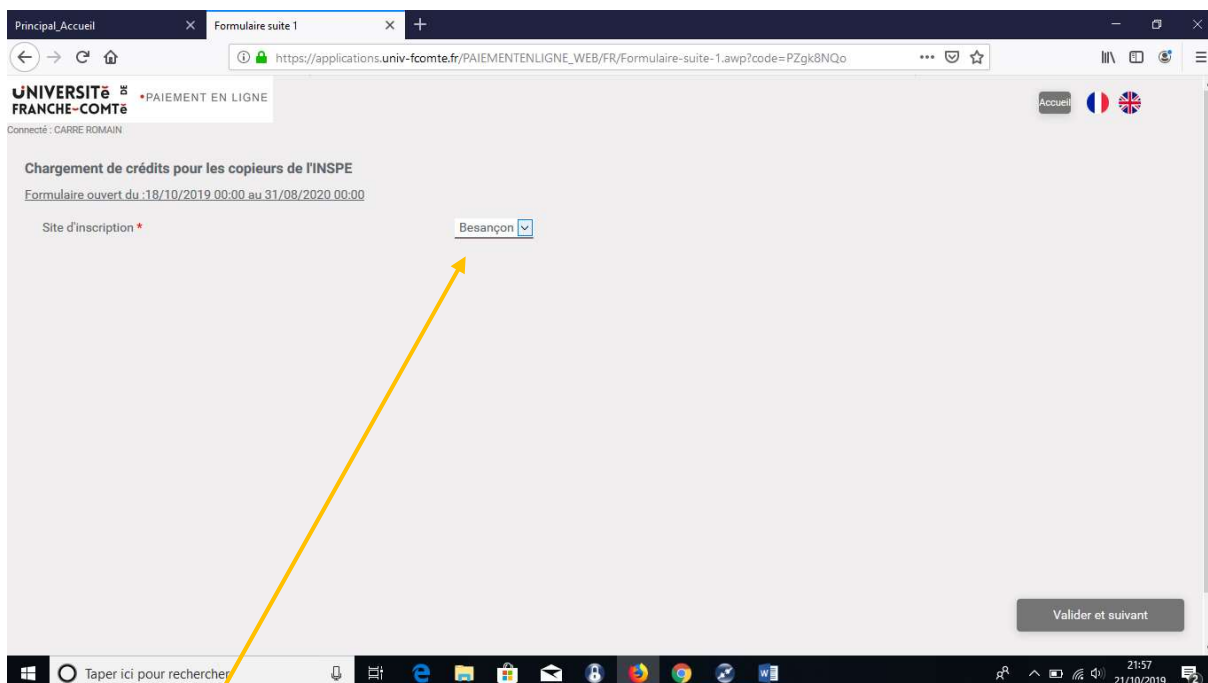 Principal_Accueil
Formulaire suite 1
https://applications.univ-fcomte.fr/PAIEMENTENLIGNE_WEB/FR/Formulaire-suite-1.awp?code=PZgk8NQo
UNIVERSITĕ DE
FRANCHE-COMTĕ
•PAIEMENT EN LIGNE
Accueil
Connecté : CARRE ROMAIN
Chargement de crédits pour les copieurs de l'INSPE
Formulaire ouvert du :18/10/2019 00:00 au 31/08/2020 00:00
Site d'inscription *
Besançon
Valider et suivant
Taper ici pour rechercher
21:57
21/10/2019